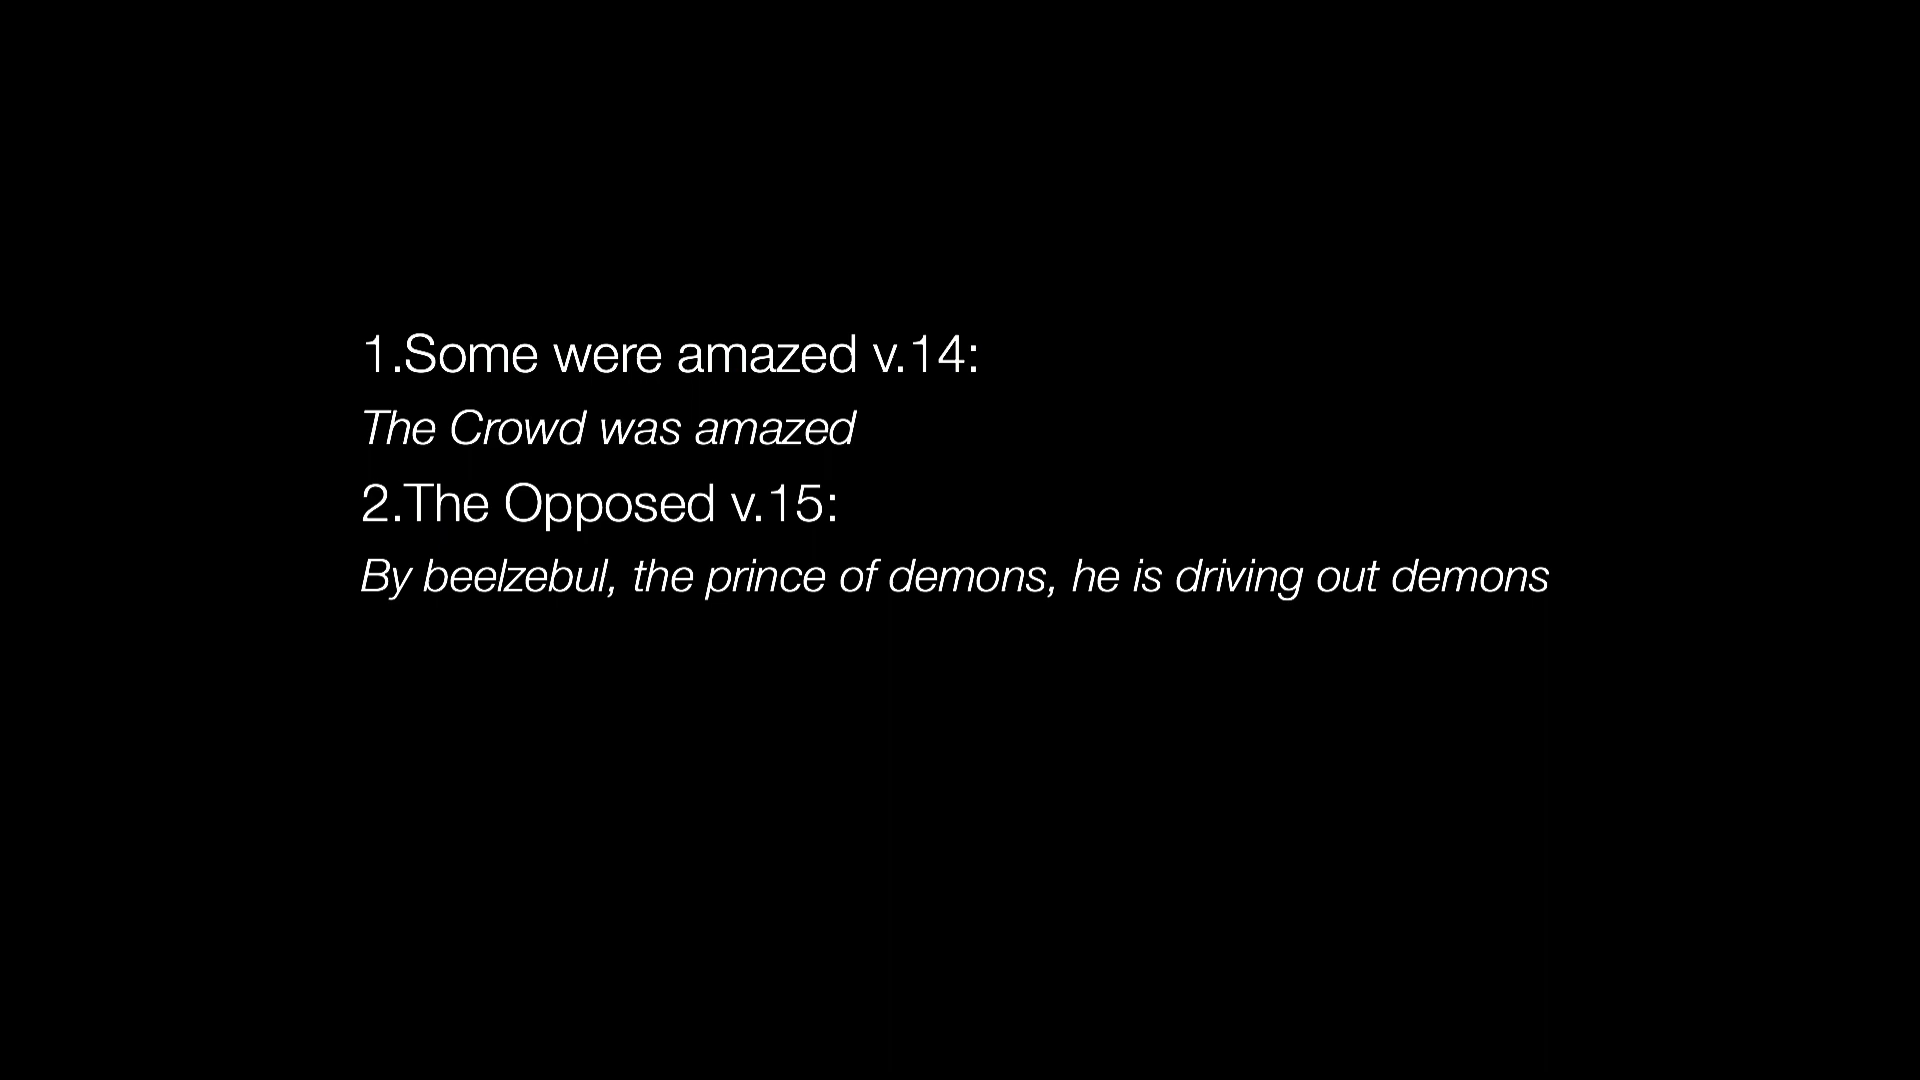 1.Some were amazed v.14:
The Crowd was amazed
2.The Opposed v.15:
By beelzebul, the prince of demons, he is driving out demons